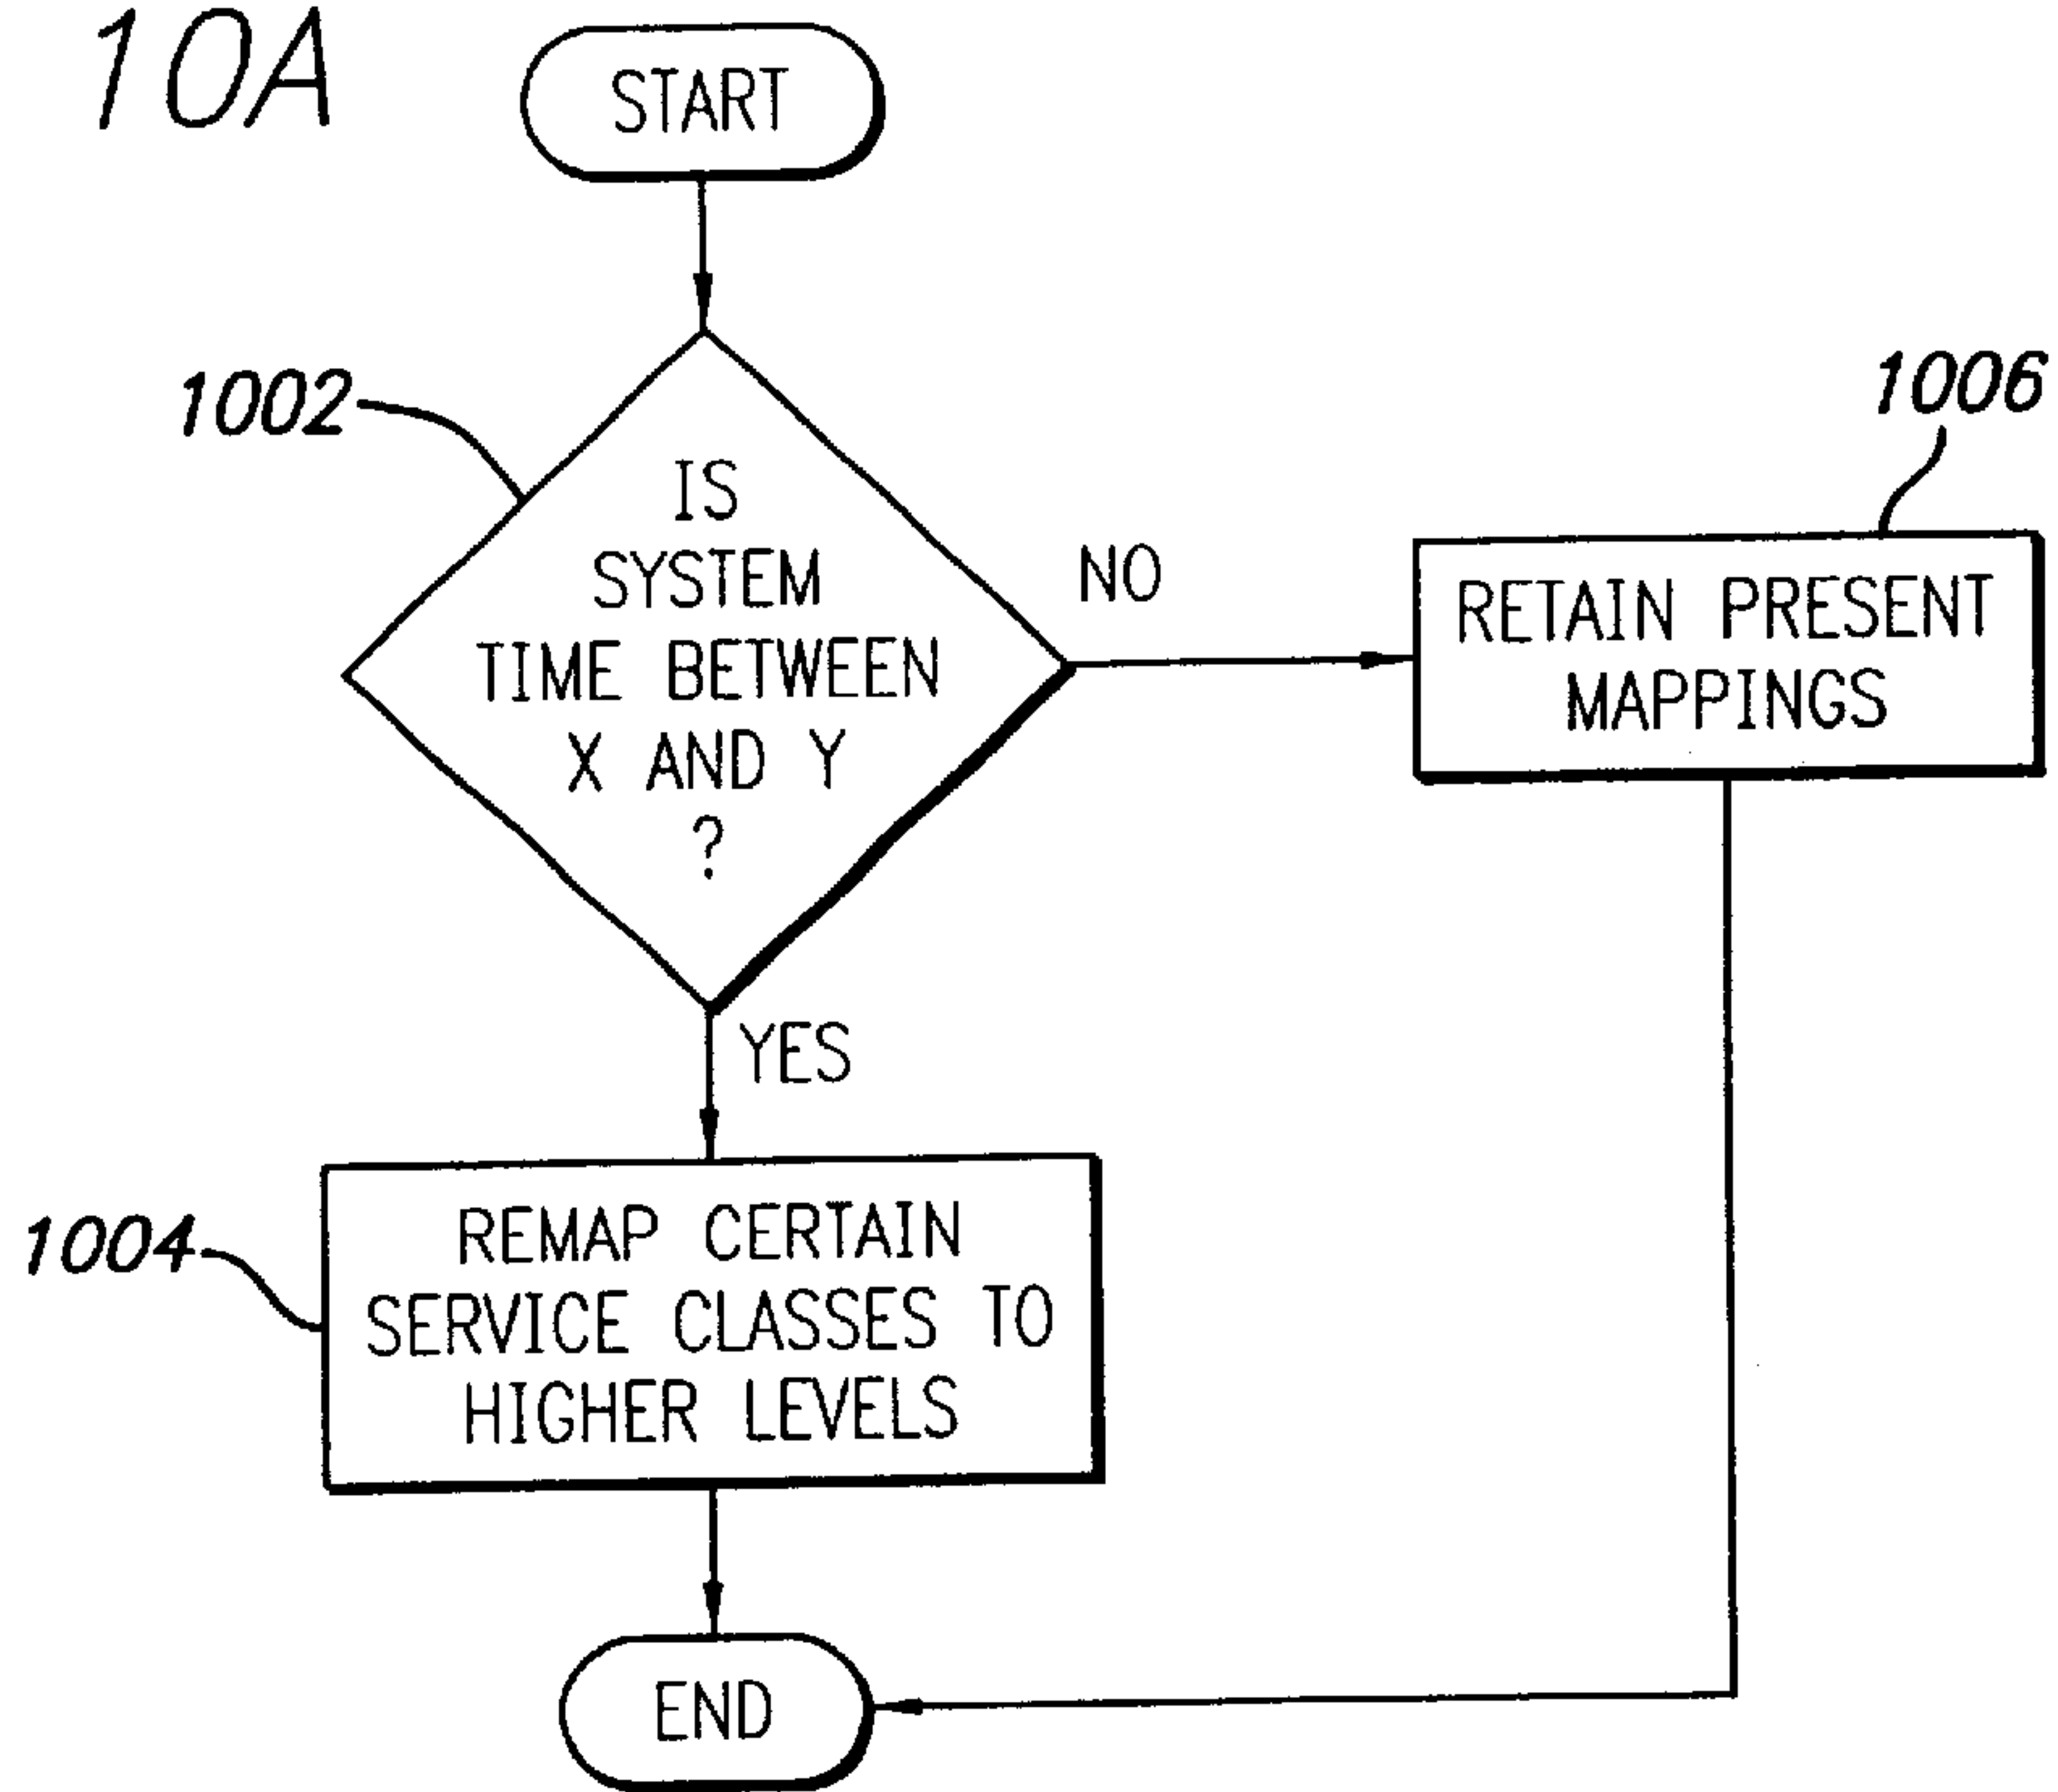 10A
START
1002
IS
SYSTEM
TIME BETWEEN
X AND Y
?
NO
1006
RETAIN PRESENT
MAPPINGS
YES
1004
REMAP CERTAIN
SERVICE CLASSES TO
HIGHER LEVELS
END